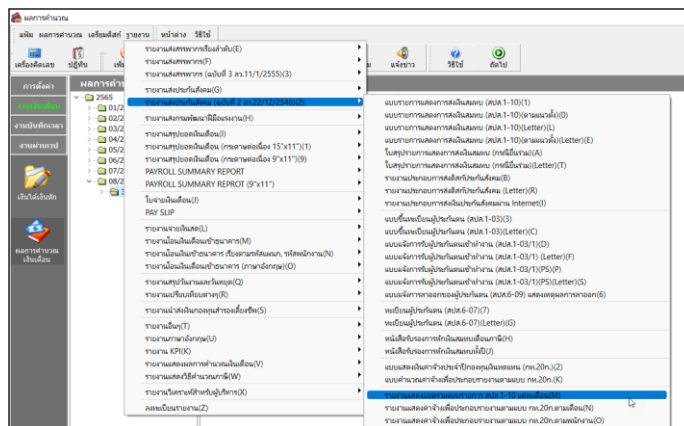 ผลการคำนวณ
แฟ้ม ผลการคำนวณ เตรียมดิสก์ รายงาน หน้าต่าง วิธีใช้
เครื่องคิดเลข ปฏิทิน แจ้งข่าว วิธีใช้ ถัดไป
การตั้งค่า
งานเงินเดือน
งานบันทึกเวลา
งานฝ่ายเวป
เงินได้เงินหัก
ผลการคำนวณ
เงินเดือน
2565
รายงานส่งสรรพากรเรียงลำดับ(E)
รายงานส่งสรรพากร(F)
รายงานส่งสรรพากร (ฉบับที่ 3 สว.11/1/2555)(3)
รายงานส่งประกันสังคม(G)
รายงานส่งประกันสังคม (ฉบับที่ 2 สว.22/12/2546)(2)
รายงานส่งกรมพัฒนาฝีมือแรงงาน(H)
รายงานสรุปยอดเงินเดือน(I)
รายงานสรุปยอดเงินเดือน (กระดาษต่อเนื่อง 15"x11")(1)
รายงานสรุปยอดเงินเดือน (กระดาษต่อเนื่อง 9"x11")(9)
PAYROLL SUMMARY REPORT
PAYROLL SUMMARY REPROT (9"x11")
ใบจ่ายเงินเดือน(J)
PAY SLIP
รายงานจ่ายเงินสด(L)
รายงานโอนเงินเดือนเข้าธนาคาร(M)
รายงานโอนเงินเข้าธนาคาร เรียงตามรหัสแผนก, รหัสพนักงาน(N)
รายงานโอนเงินเดือนเข้าธนาคาร (ภาษาอังกฤษ)(O)
รายงานสรุปวันงานและวันหยุด(Q)
รายงานเปรียบเทียบต่างๆ(R)
รายงานนำส่งเงินกองทุนสำรองเลี้ยงชีพ(S)
รายงานอื่นๆ(T)
รายงานภาษาอังกฤษ(U)
รายงาน KPI(K)
รายงานแสดงผลการคำนวณเงินเดือน(V)
รายงานแสดงวิธีคำนวณภาษี(W)
รายงานวิเคราะห์สำหรับผู้บริหาร(X)
ลงทะเบียนรายงาน(Z)
แบบรายการแสดงการส่งเงินสมทบ (สปส.1-10)(1)
แบบรายการแสดงการส่งเงินสมทบ (สปส.1-10)(ตามแนวตั้ง)(0)
แบบรายการแสดงการส่งเงินสมทบ (สปส.1-10)(Letter)(L)
แบบรายการแสดงการส่งเงินสมทบ (สปส.1-10)(ตามแนวตั้ง)(Letter)(E)
ใบสรุปรายการแสดงการส่งเงินสมทบ (กรณียื่นรวม)(A)
ใบสรุปรายการแสดงการส่งเงินสมทบ (กรณียื่นรวม)(Letter)(T)
รายงานประกอบการส่งดิสก์ประกันสังคม(B)
รายงานประกอบการส่งดิสก์ประกันสังคม (Letter)(R)
รายงานประกอบการส่งเงินประกันสังคมผ่าน Internet(I)
แบบขึ้นทะเบียนผู้ประกันตน (สปส.1-03)(3)
แบบขึ้นทะเบียนผู้ประกันตน (สปส.1-03)(Letter)(C)
แบบแจ้งการรับผู้ประกันตนเข้าทำงาน (สปส.1-03/1)(D)
แบบแจ้งการรับผู้ประกันตนเข้าทำงาน (สปส.1-03/1) (Letter)(F)
แบบแจ้งการรับผู้ประกันตนเข้าทำงาน (สปส.1-03/1)(PS)(P)
แบบแจ้งการรับผู้ประกันตนเข้าทำงาน (สปส.1-03/1)(PS)(Letter)(S)
แบบแจ้งการลาออกของผู้ประกันตน (สปส.6-09) แสดงเหตุผลการลาออก(6)
ทะเบียนผู้ประกันตน (สปส.6-07)(7)
ทะเบียนผู้ประกันตน (สปส.6-07)(Letter)(G)
หนังสือรับรองการหักเงินสมทบเดือนภาษี(H)
หนังสือรับรองการหักเงินสมทบทั้งปี(J)
แบบแสดงเงินค่าจ้างประจำปีกองทุนเงินทดแทน (กท.20ก.)(2)
แบบคำนวณค่าจ้างเพื่อประกอบรายงานตามแบบ กท.20ก.(K)
รายงานแสดงยอดรวมแบบรายการ สปส.1-10 แต่ละเดือน(M)
รายงานแสดงค่าจ้างเพื่อประกอบรายงานตามแบบ กท.20ก.ตามเดือน(N)
รายงานแสดงค่าจ้างเพื่อประกอบรายงานตามแบบ กท.20ก.ตามพนักงาน(O)